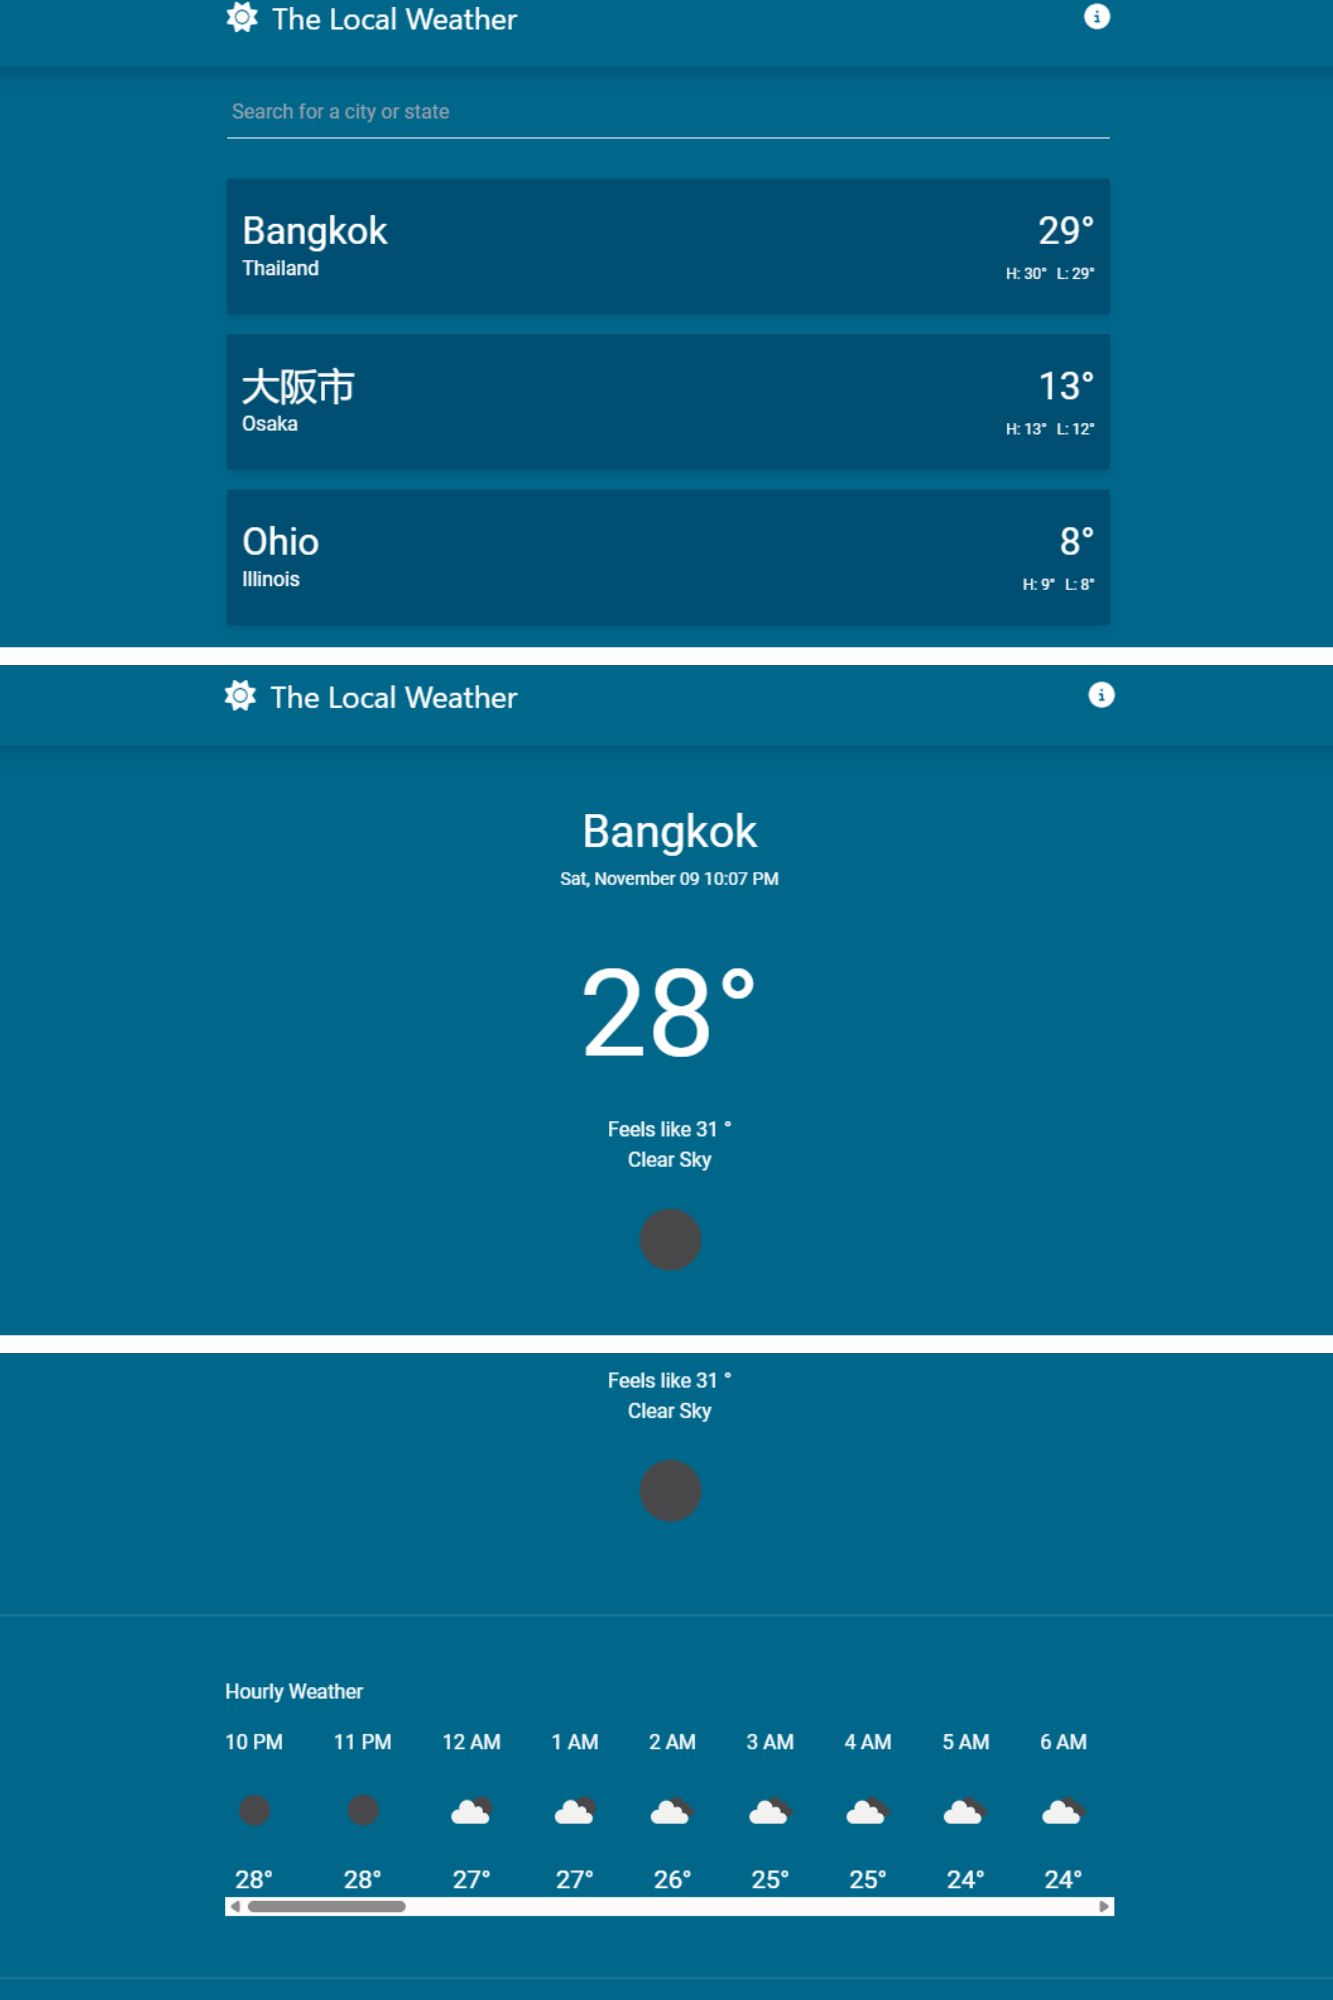 The Local Weather
Search for a city or state
Bangkok 29°
Thailand H: 30° L: 29°
大阪市 13°
Osaka H: 13° L: 12°
Ohio 8°
Illinois H: 9° L: 8°
The Local Weather
Bangkok
Sat, November 09 10:07 PM
28°
Feels like 31 °
Clear Sky
Feels like 31 °
Clear Sky
Hourly Weather
10 PM 11 PM 12 AM 1 AM 2 AM 3 AM 4 AM 5 AM 6 AM
28° 28° 27° 27° 26° 25° 25° 24° 24°